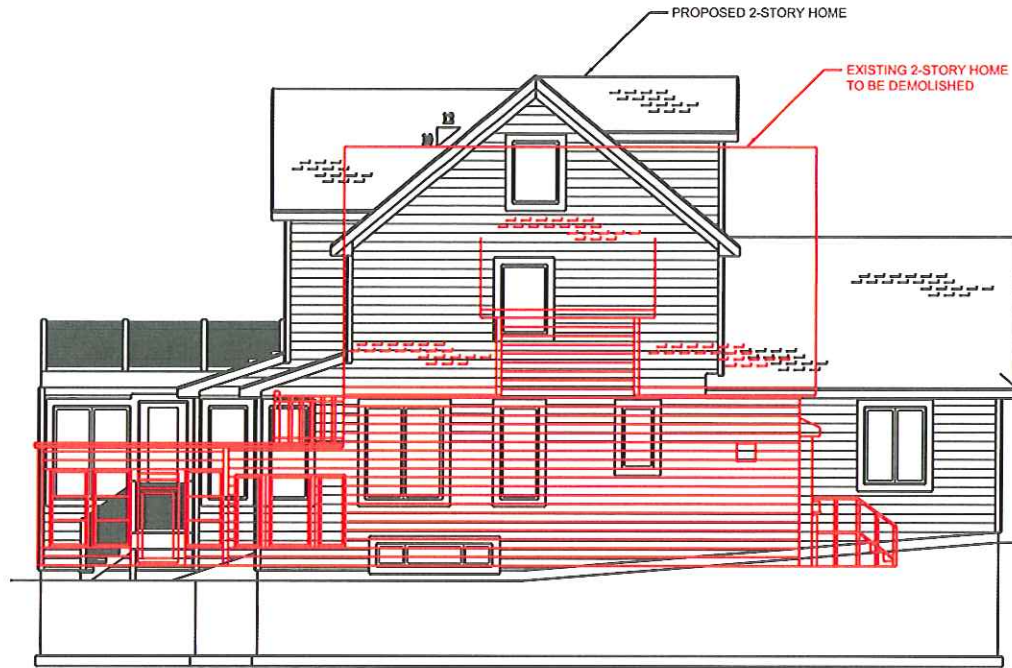 PROPOSED 2-STORY HOME
EXISTING 2-STORY HOME
TO BE DEMOLISHED
12
10